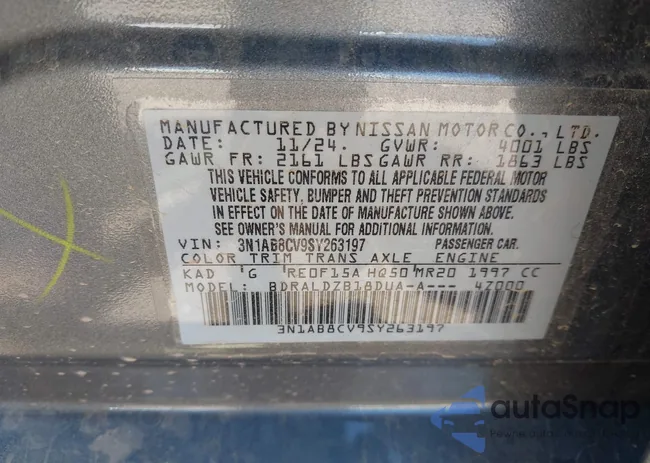 MANUFACTURED BY NISSAN MOTOR CO., LTD.
DATE: 11/24. GVWR: 4001 LBS
GAWR FR: 2161 LBS GAWR RR: 1863 LBS
THIS VEHICLE CONFORMS TO ALL APPLICABLE FEDERAL MOTOR
VEHICLE SAFETY, BUMPER AND THEFT PREVENTION STANDARDS
IN EFFECT ON THE DATE OF MANUFACTURE SHOWN ABOVE.
SEE OWNER'S MANUAL FOR ADDITIONAL INFORMATION.
VIN: 3N1AB8CV9SY263197 PASSENGER CAR.
COLOR TRIM TRANS AXLE ENGINE
KAD G RE0F15A HQ50 MR20 1997 CC
MODEL: BDRALDZB18DUA-A--- 47000
3N1AB8CV9SY263197
autoSnap